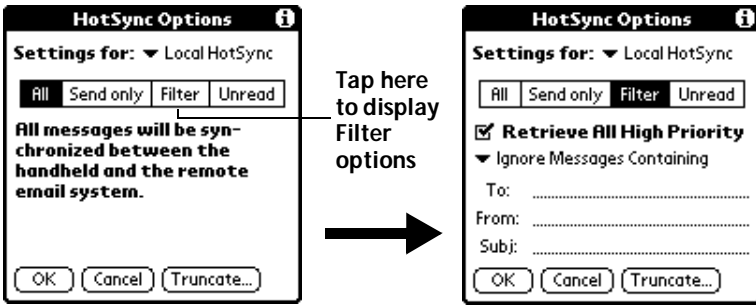 HotSync Options
Settings for: Local HotSync
All Send only Filter Unread
All messages will be syn-
chronized between the
handheld and the remote
email system.
OK Cancel Truncate...
Tap here
to display
Filter
options
HotSync Options
Settings for: Local HotSync
All Send only Filter Unread
Retrieve All High Priority
Ignore Messages Containing
To:
From:
Subj:
OK Cancel Truncate...